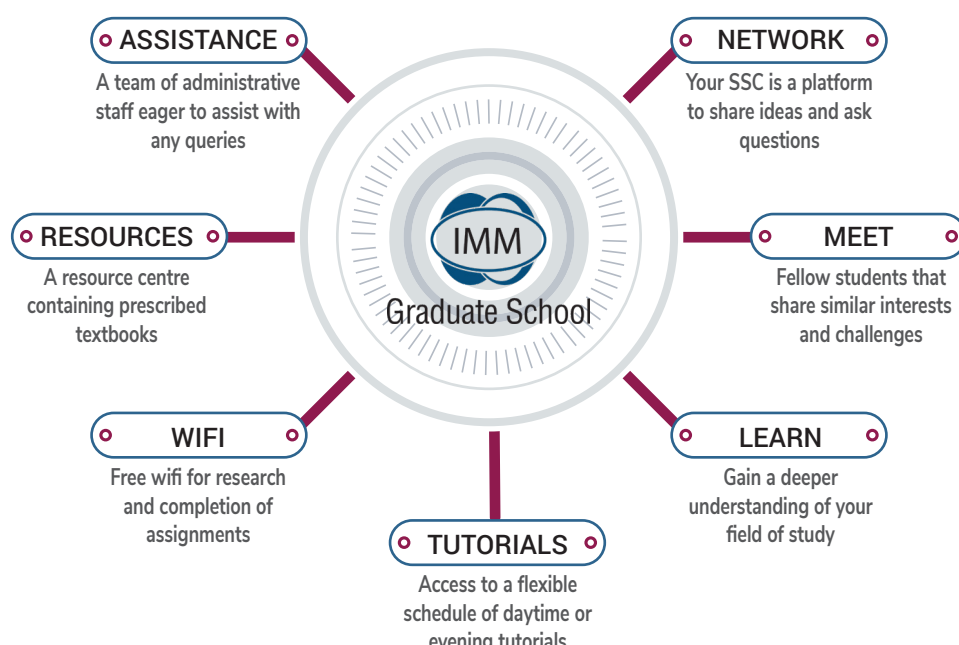 ASSISTANCE
A team of administrative
staff eager to assist with
any queries
NETWORK
Your SSC is a platform
to share ideas and ask
questions
IMM
Graduate School
RESOURCES
A resource centre
containing prescribed
textbooks
MEET
Fellow students that
share similar interests
and challenges
WIFI
Free wifi for research
and completion of
assignments
LEARN
Gain a deeper
understanding of your
field of study
TUTORIALS
Access to a flexible
schedule of daytime or
evening tutorials